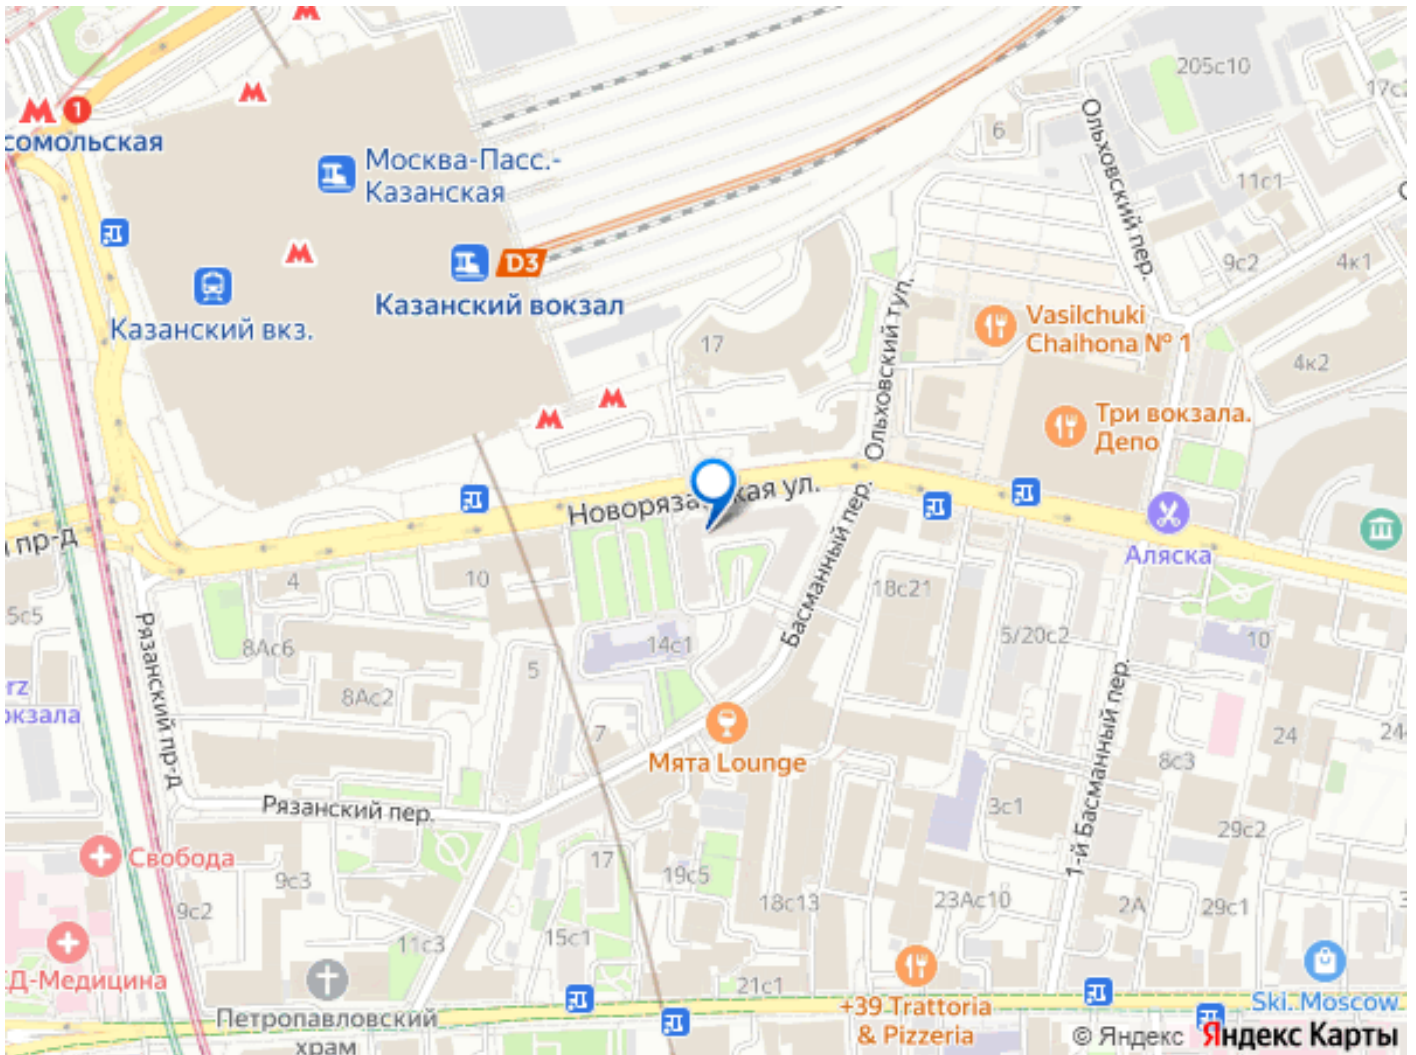 205с10
17с2
1
сомольская
6
Ольховский пер.
Москва-Пасс.-
Казанская
11с1
D3
9с2
4к1
Казанский вокзал
Казанский вкз.
Ольховский туп.
Vasilchuki
Chaihona № 1
17
4к2
Три вокзала.
Депо
Новорязанская ул.
Басманный пер.
й пр-д
Аляска
4
10
18с21
5с5
Рязанский пр-д
8Ас6
14с1
5/20с2
10
5
8Ас2
1-й Басманный пер.
rz
окзала
7
24
24
Мята Lounge
8с3
Рязанский пер.
3с1
29с2
Свобода
17
9с3
19с5
9с2
18с13
23Ас10
2А
29с1
11с3
15с1
Д-Медицина
21с1
Петропавловский
храм
+39 Trattoria
& Pizzeria
Ski. Moscow
© Яндекс Яндекс Карты